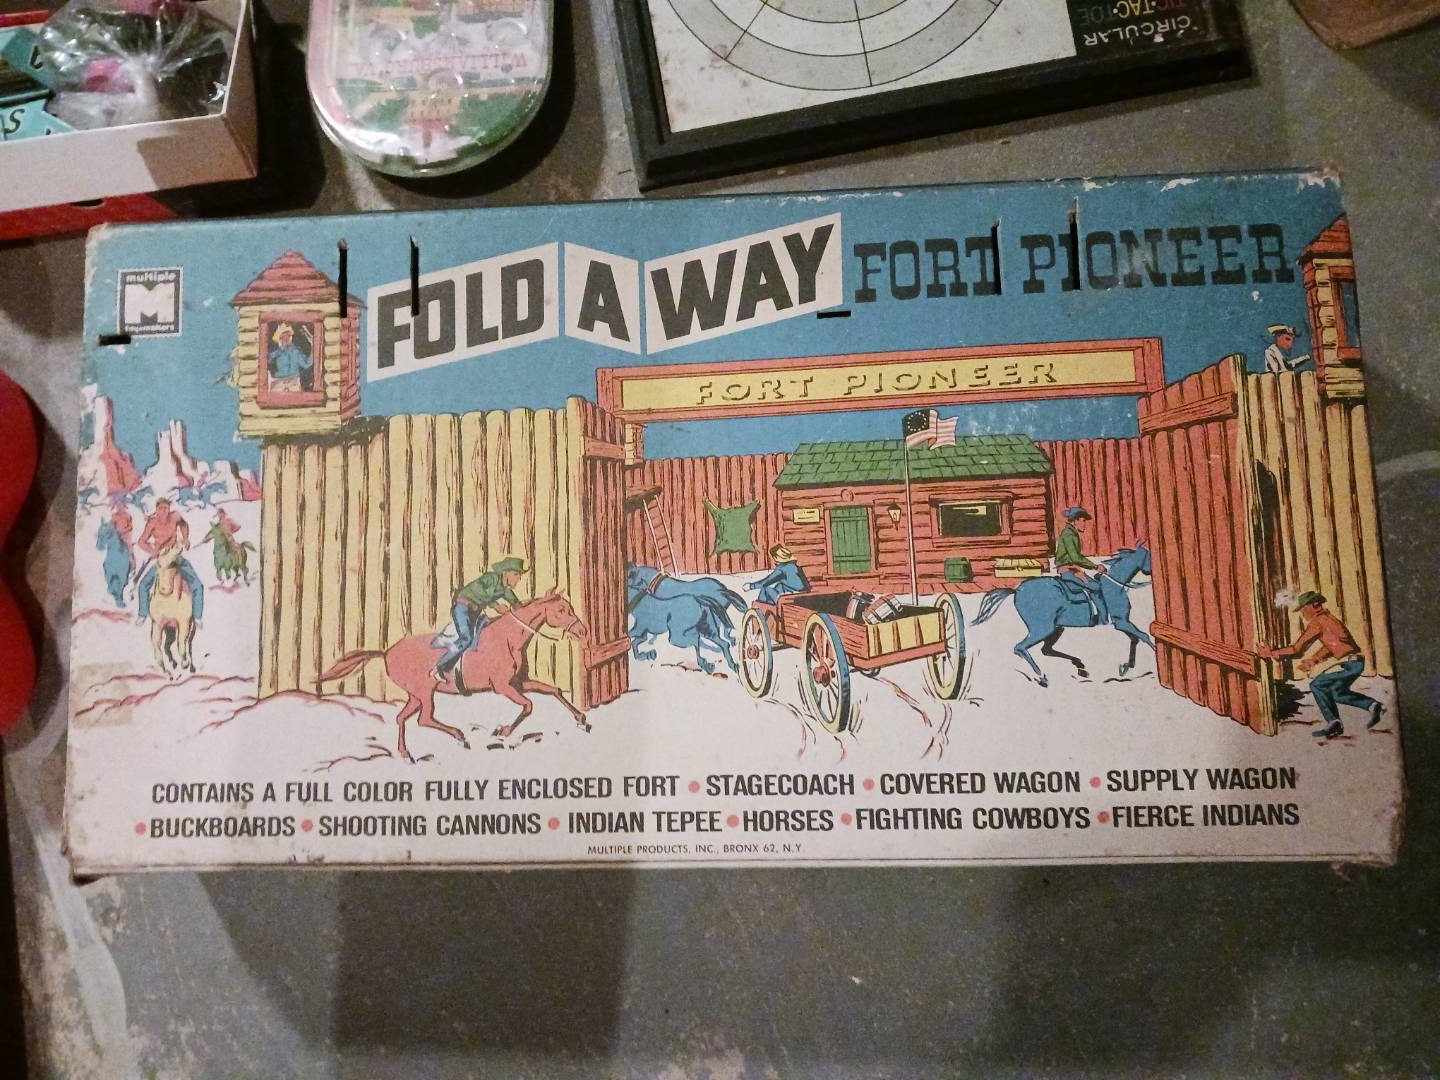 CIRCULAR
TIC·TAC·TOE
WILLIAMSBURG
multiple
M
toymakers
FOLD A WAY FORT PIONEER
FORT PIONEER
CONTAINS A FULL COLOR FULLY ENCLOSED FORT • STAGECOACH • COVERED WAGON • SUPPLY WAGON
• BUCKBOARDS • SHOOTING CANNONS • INDIAN TEPEE • HORSES • FIGHTING COWBOYS • FIERCE INDIANS
MULTIPLE PRODUCTS, INC., BRONX 62, N.Y.